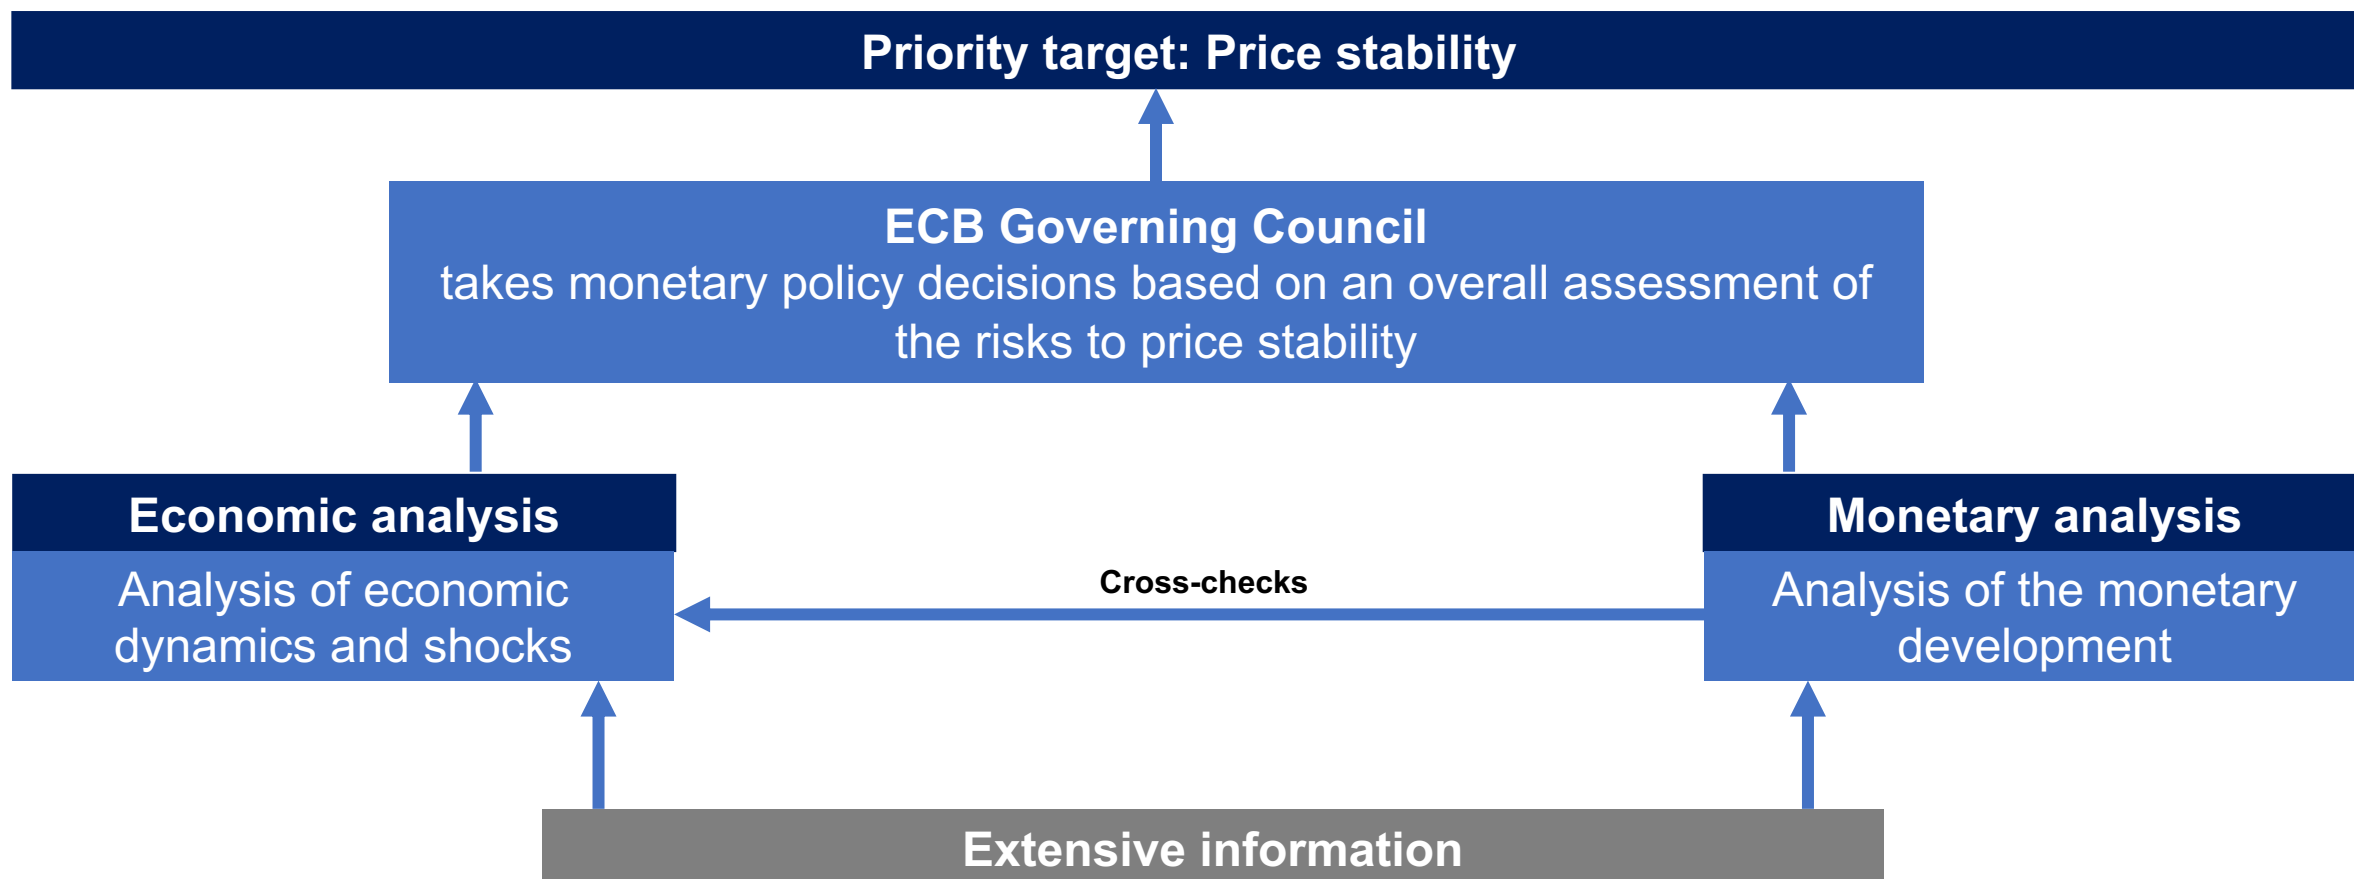 Priority target: Price stability
ECB Governing Council
takes monetary policy decisions based on an overall assessment of
the risks to price stability
Economic analysis
Analysis of economic
dynamics and shocks
Cross-checks
Monetary analysis
Analysis of the monetary
development
Extensive information